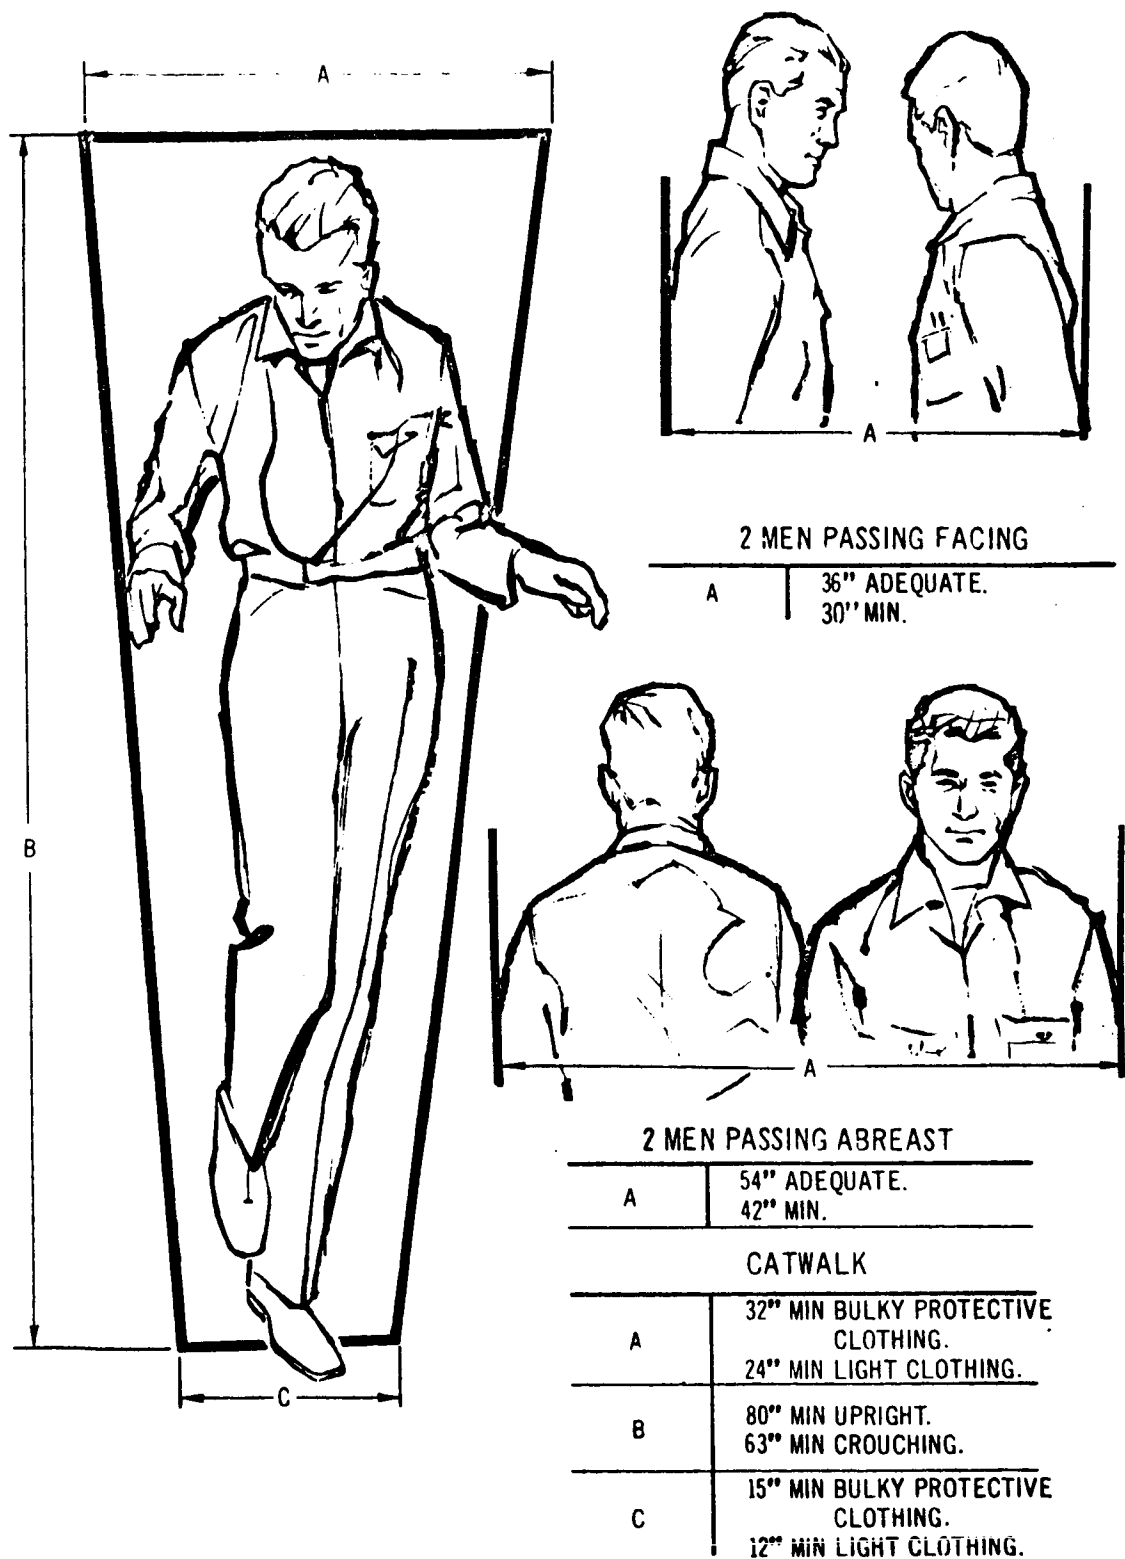 A
A
2 MEN PASSING FACING
A
36" ADEQUATE.
30" MIN.
B
A
2 MEN PASSING ABREAST
A
54" ADEQUATE.
42" MIN.
CATWALK
A
32" MIN BULKY PROTECTIVE
CLOTHING.
24" MIN LIGHT CLOTHING.
B
80" MIN UPRIGHT.
63" MIN CROUCHING.
C
C
15" MIN BULKY PROTECTIVE
CLOTHING.
12" MIN LIGHT CLOTHING.